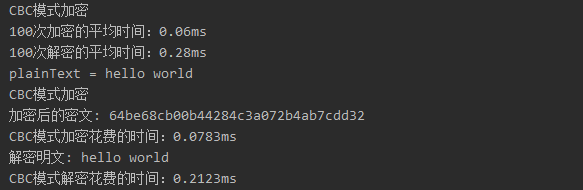 CBC模式加密
100次加密的平均时间：0.06ms
100次解密的平均时间：0.28ms
plainText = hello world
CBC模式加密
加密后的密文: 64be68cb00b44284c3a072b4ab7cdd32
CBC模式加密花费的时间：0.0783ms
解密明文: hello world
CBC模式解密花费的时间：0.2123ms